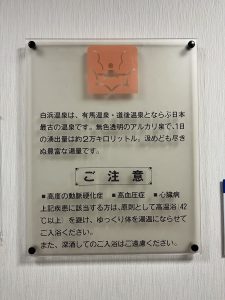 白浜温泉は、有馬温泉・道後温泉とならぶ日本
最古の温泉です。無色透明のアルカリ泉で、1日
の湧出量は約2万キロリットル。汲めども尽き
ぬ豊富な湯量です。
ご注意
■高度の動脈硬化症 ■高血圧症 ■心臓病
上記疾患に該当する方は、原則として高温浴(42
℃以上)を避け、ゆっくり体を湯温にならせて
ご入浴ください。
また、深酒してのご入浴はご遠慮ください。